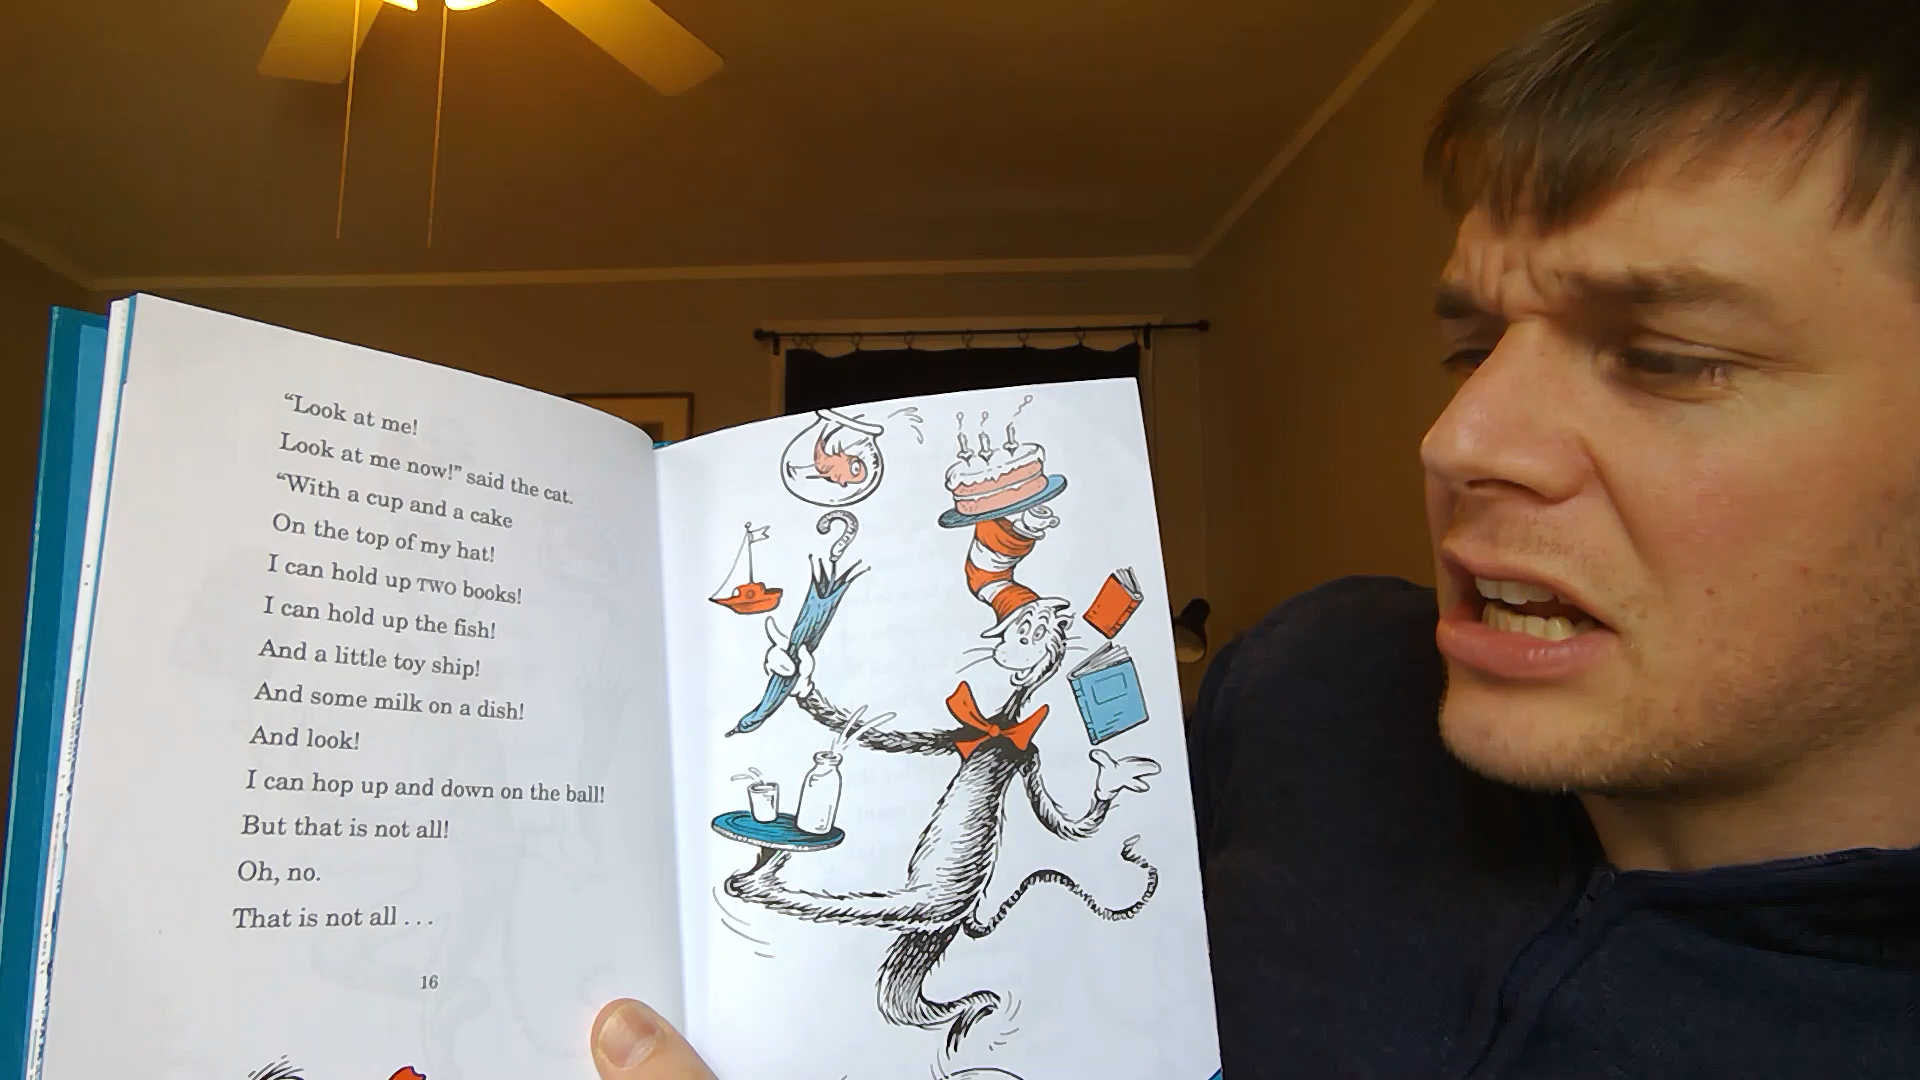 “Look at me!
Look at me now!” said the cat.
“With a cup and a cake
On the top of my hat!
I can hold up TWO books!
I can hold up the fish!
And a little toy ship!
And some milk on a dish!
And look!
I can hop up and down on the ball!
But that is not all!
Oh, no.
That is not all . . .
16